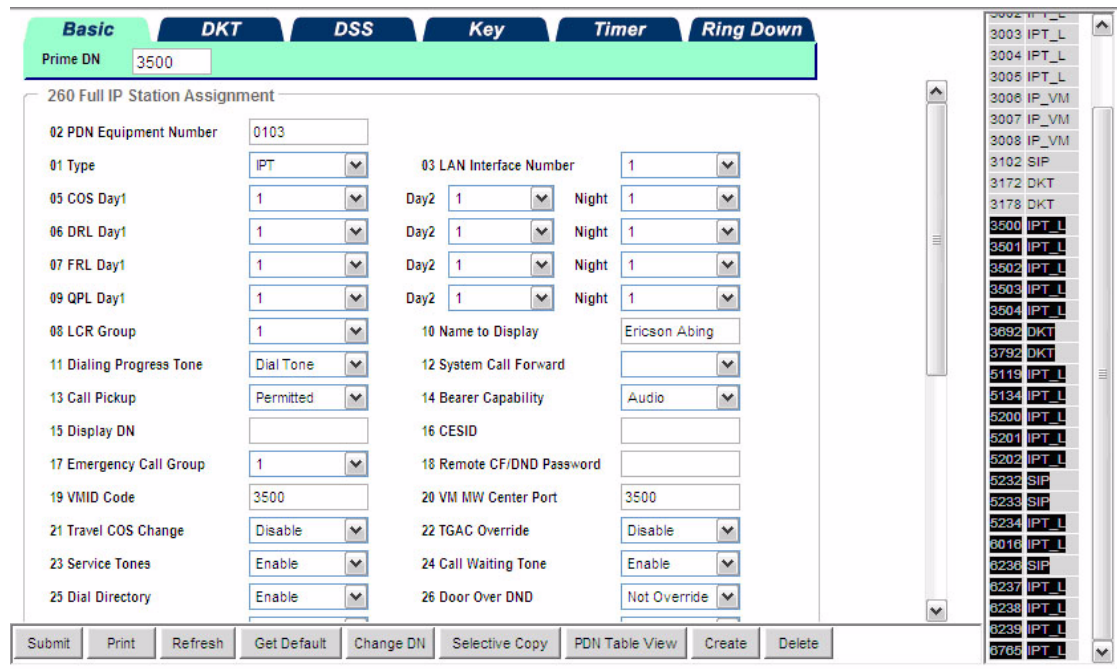 Basic DKT DSS Key Timer Ring Down
Prime DN 3500
260 Full IP Station Assignment
02 PDN Equipment Number 0103
01 Type IPT 03 LAN Interface Number 1
05 COS Day1 1 Day2 1 Night 1
06 DRL Day1 1 Day2 1 Night 1
07 FRL Day1 1 Day2 1 Night 1
09 QPL Day1 1 Day2 1 Night 1
08 LCR Group 1 10 Name to Display Ericson Abing
11 Dialing Progress Tone Dial Tone 12 System Call Forward
13 Call Pickup Permitted 14 Bearer Capability Audio
15 Display DN 16 CESID
17 Emergency Call Group 1 18 Remote CF/DND Password
19 VMID Code 3500 20 VM MW Center Port 3500
21 Travel COS Change Disable 22 TGAC Override Disable
23 Service Tones Enable 24 Call Waiting Tone Enable
25 Dial Directory Enable 26 Door Over DND Not Override
Submit Print Refresh Get Default Change DN Selective Copy PDN Table View Create Delete
3003 IPT_L
3004 IPT_L
3005 IPT_L
3006 IP_VM
3007 IP_VM
3008 IP_VM
3102 SIP
3172 DKT
3178 DKT
3500 IPT_L
3501 IPT_L
3502 IPT_L
3503 IPT_L
3504 IPT_L
3692 DKT
3792 DKT
5119 IPT_L
5134 IPT_L
5200 IPT_L
5201 IPT_L
5202 IPT_L
5232 SIP
5233 SIP
5234 IPT_L
6016 IPT_L
6236 SIP
6237 IPT_L
6238 IPT_L
6239 IPT_L
6765 IPT_L